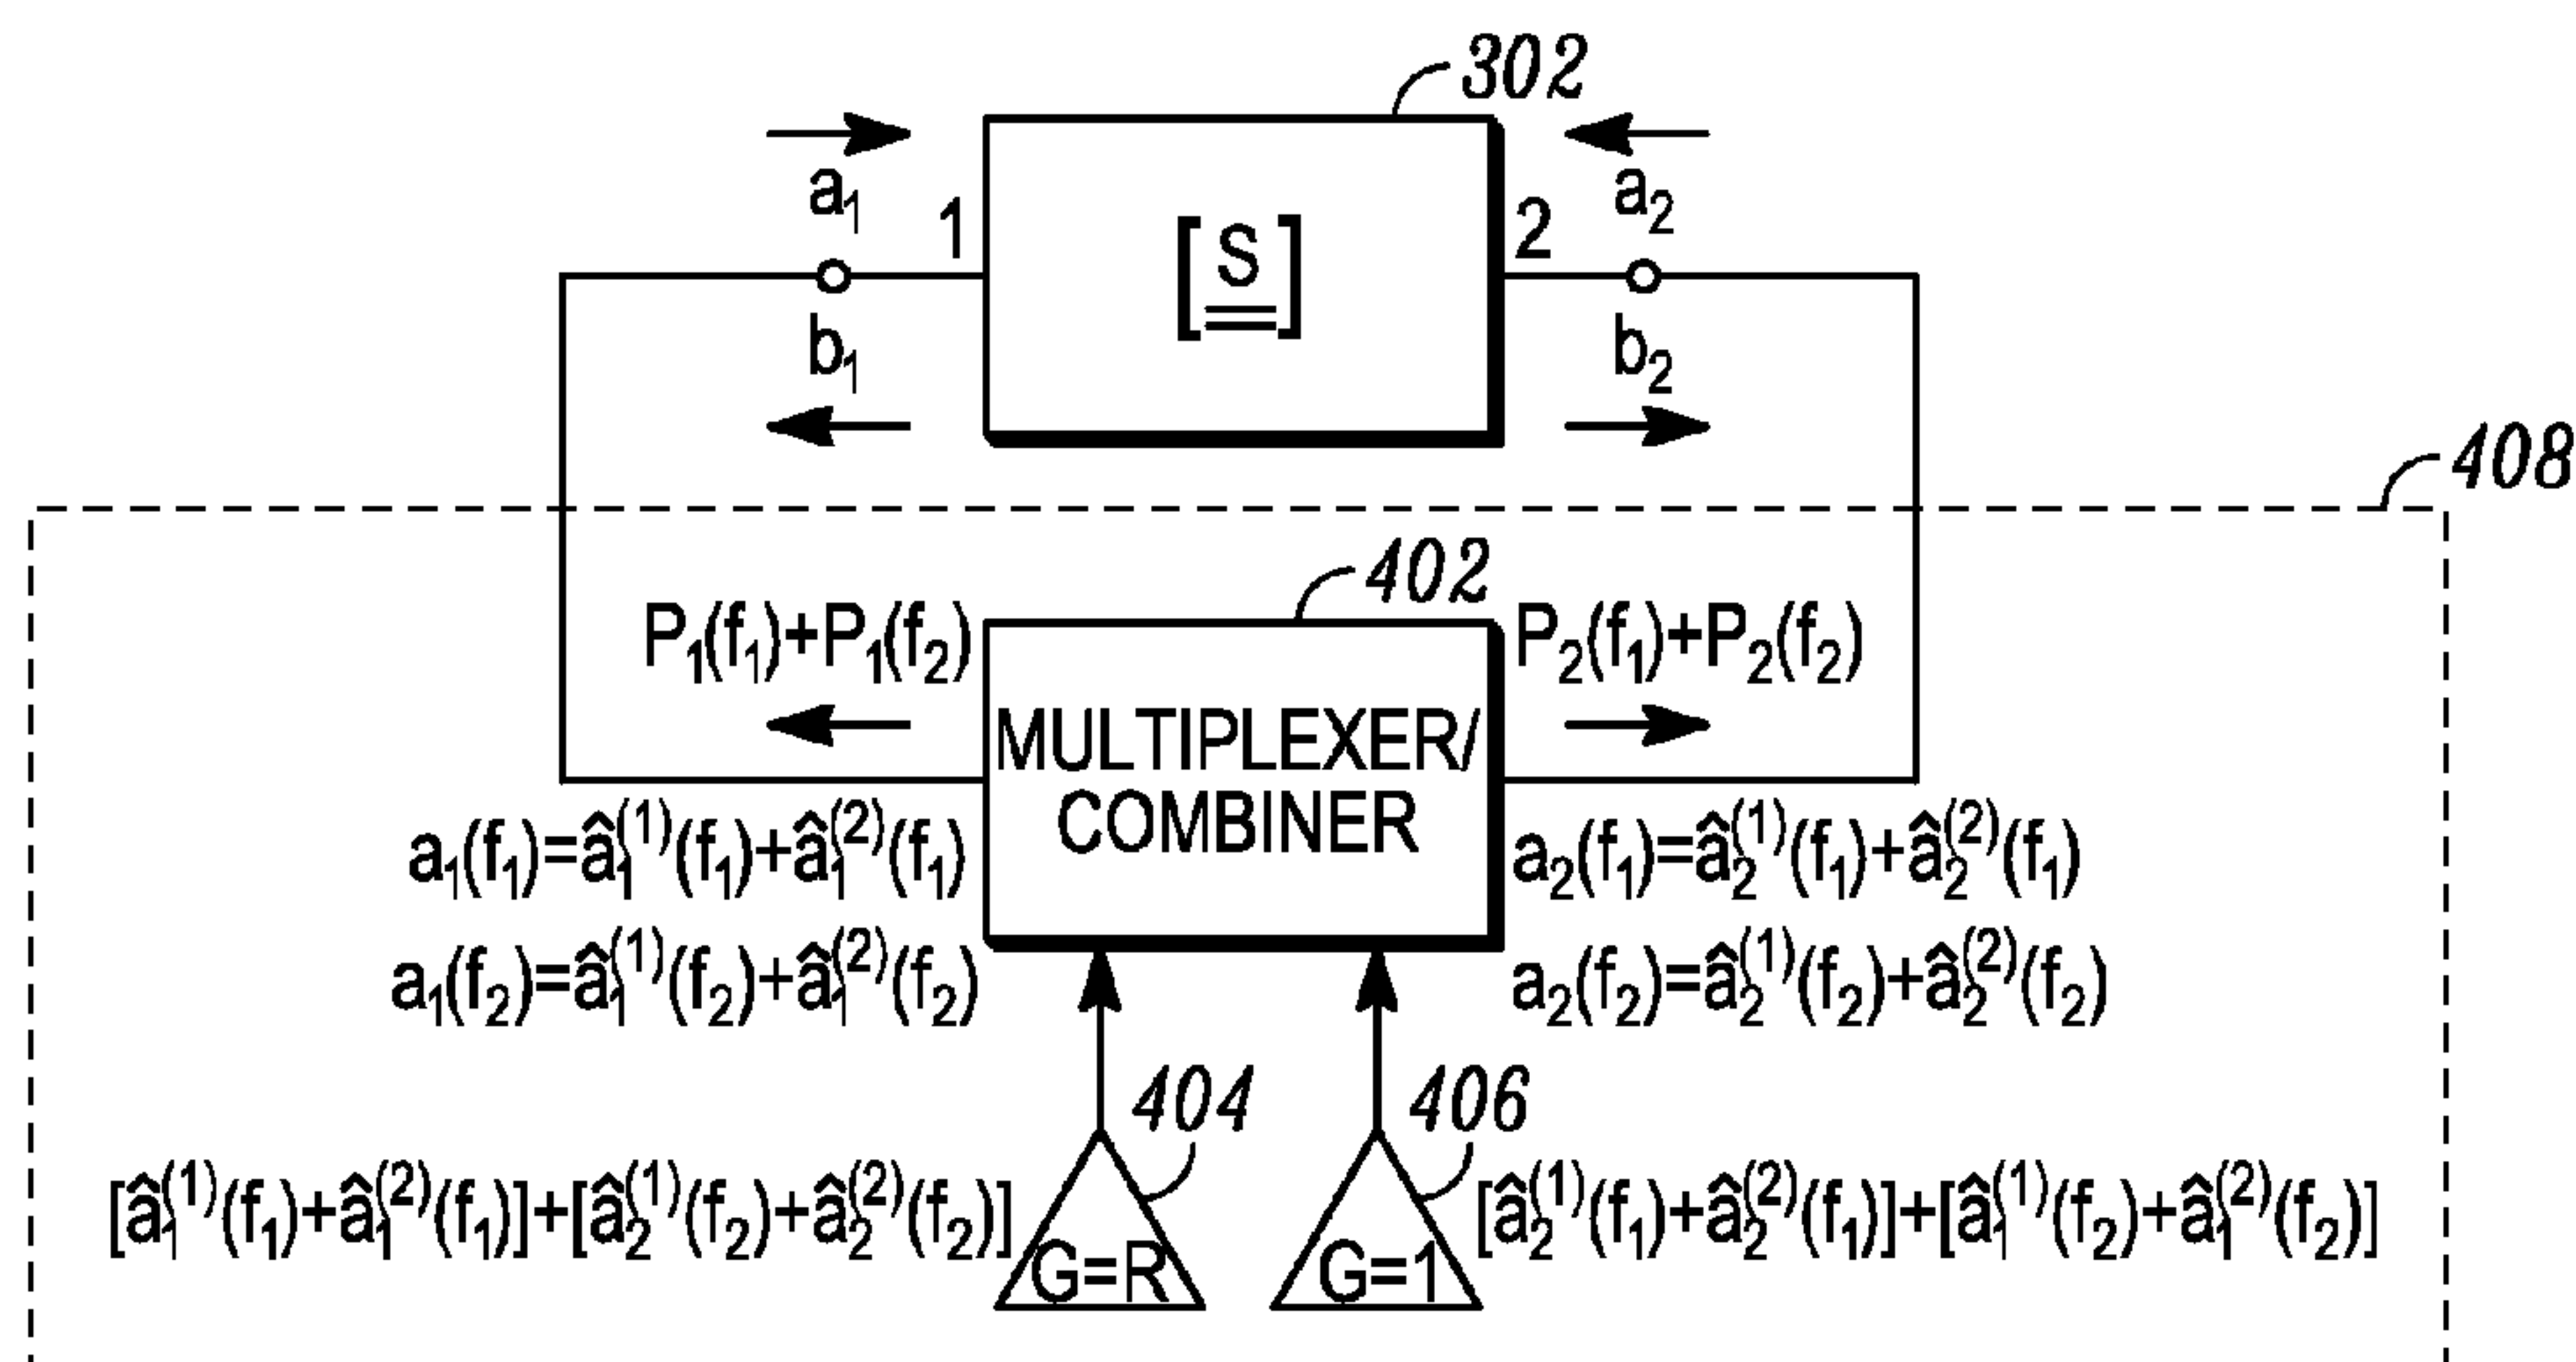 302
a₁
1
[S]
2
a₂
b₁
b₂
408
402
P₁(f₁)+P₁(f₂)
P₂(f₁)+P₂(f₂)
MULTIPLEXER/
COMBINER
a₁(f₁)=â₁⁽¹⁾(f₁)+â₁⁽²⁾(f₁)
a₂(f₁)=â₂⁽¹⁾(f₁)+â₂⁽²⁾(f₁)
a₁(f₂)=â₁⁽¹⁾(f₂)+â₁⁽²⁾(f₂)
a₂(f₂)=â₂⁽¹⁾(f₂)+â₂⁽²⁾(f₂)
404
406
[â₁⁽¹⁾(f₁)+â₁⁽²⁾(f₁)]+[â₂⁽¹⁾(f₂)+â₂⁽²⁾(f₂)]
G=R
G=1
[â₂⁽¹⁾(f₁)+â₂⁽²⁾(f₁)]+[â₁⁽¹⁾(f₂)+â₁⁽²⁾(f₂)]